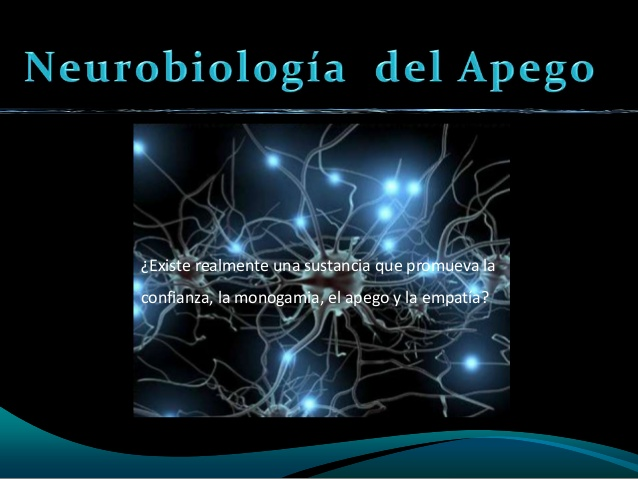 Neurobiología del Apego
¿Existe realmente una sustancia que promueva la
confianza, la monogamia, el apego y la empatía?